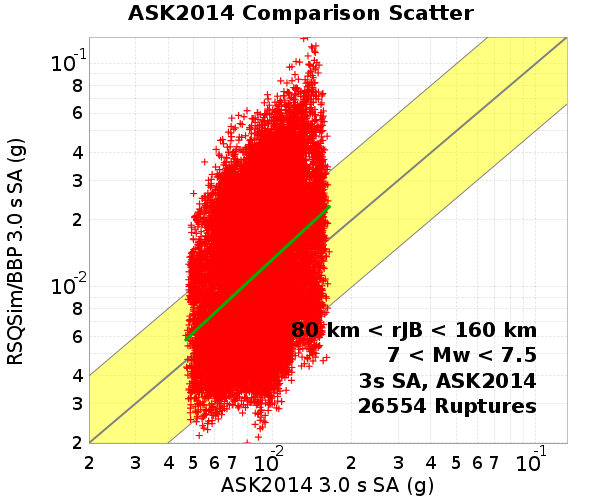 ASK2014 Comparison Scatter
RSQSim/BBP 3.0 s SA (g)
10-1
8
6
4
3
2
10-2
8
6
4
3
2
80 km < rJB < 160 km
7 < Mw < 7.5
3s SA, ASK2014
26554 Ruptures
2 3 4 5 6 7 10-2 2 3 4 5 6 7 10-1
ASK2014 3.0 s SA (g)